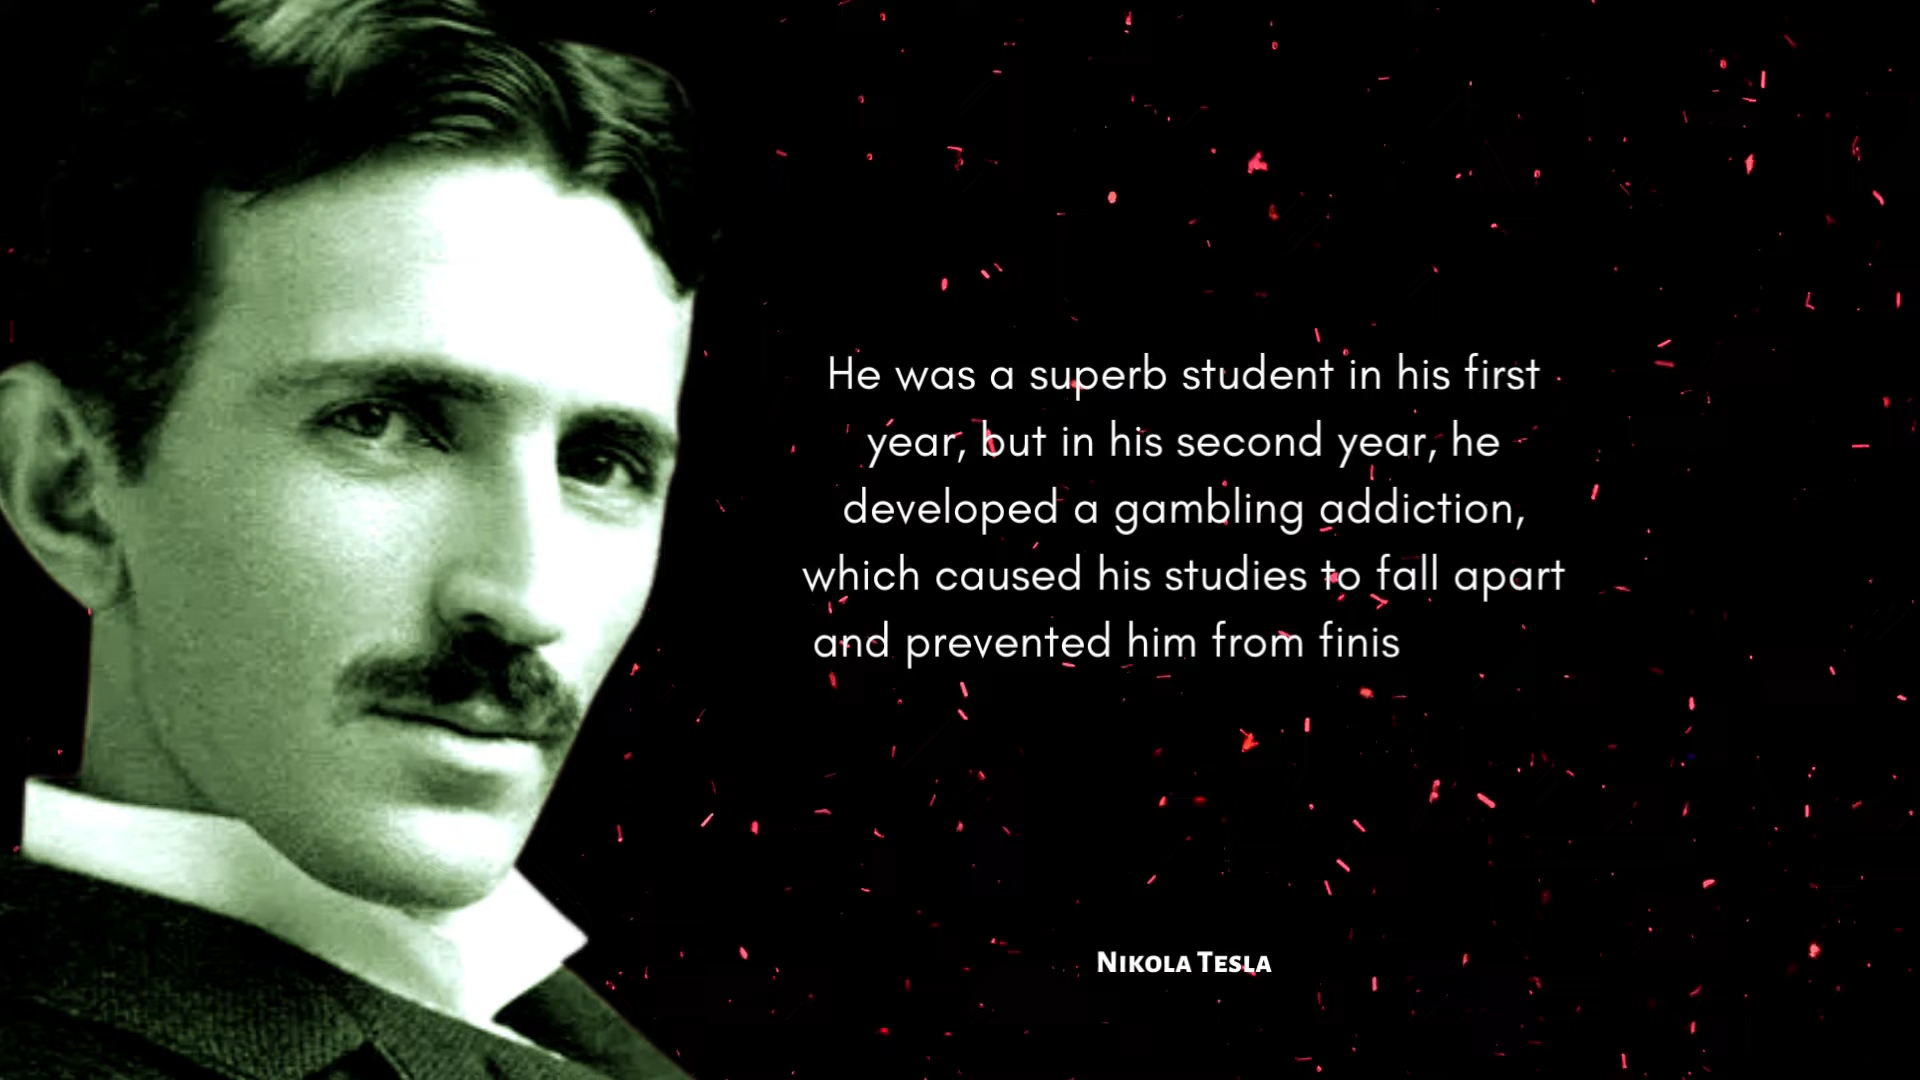 He was a superb student in his first
year, but in his second year, he
developed a gambling addiction,
which caused his studies to fall apart
and prevented him from finis
Nikola Tesla